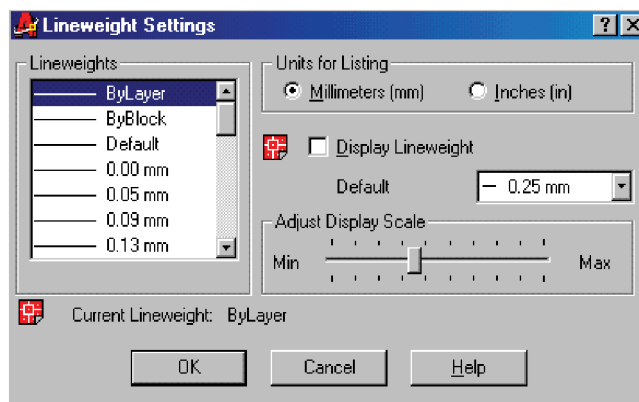 Lineweight Settings
Lineweights
ByLayer
ByBlock
Default
0.00 mm
0.05 mm
0.09 mm
0.13 mm
Units for Listing
Millimeters (mm)
Inches (in)
Display Lineweight
Default
0.25 mm
Adjust Display Scale
Min
Max
Current Lineweight: ByLayer
OK
Cancel
Help